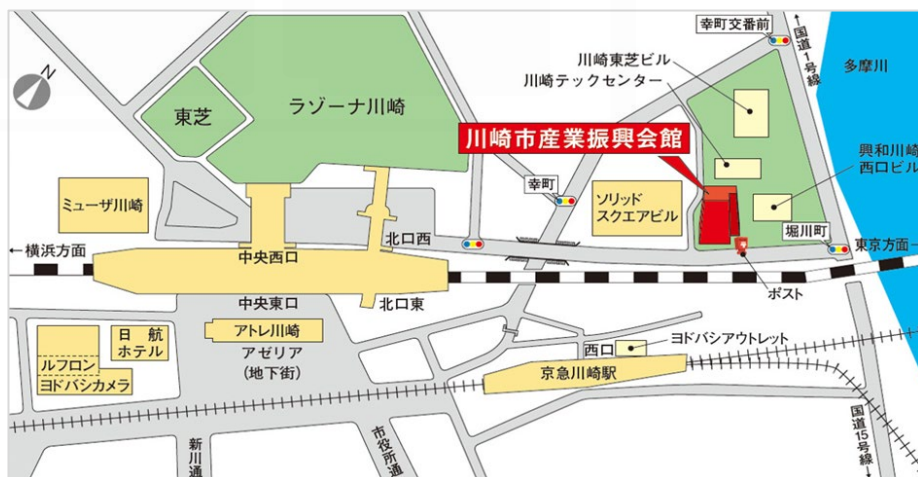 幸町交番前
国道1号線
多摩川
N
川崎東芝ビル
川崎テックセンター
ラゾーナ川崎
東芝
川崎市産業振興会館
興和川崎
西口ビル
幸町
ミューザ川崎
ソリッド
スクエアビル
北口西
堀川町
←横浜方面
中央西口
東京方面
ポスト
中央東口
北口東
アトレ川崎
日航
ホテル
アゼリア
(地下街)
ルフロン
ヨドバシカメラ
西口
ヨドバシアウトレット
京急川崎駅
新川通
市役所通
国道15号線